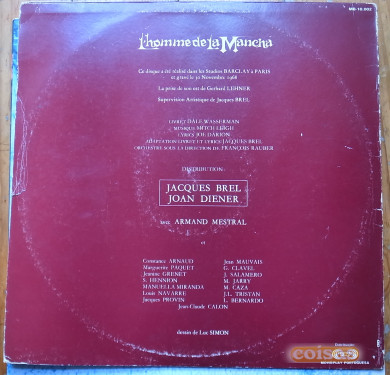 L'homme de la Mancha
Ce disque a été réalisé dans les Studios BARCLAY à PARIS
et gravé le 30 Novembre 1968
La prise de son est de Gerhard LEHNER
Supervision Artistique de Jacques BREL
LIVRET DALE WASSERMAN
MUSIQUE MITCH LEIGH
LYRICS JOE DARION
ADAPTATION LIVRET ET LYRICS JACQUES BREL
ORCHESTRE SOUS LA DIRECTION DE FRANÇOIS RAUBER
DISTRIBUTION
JACQUES BREL
JOAN DIENER
avec ARMAND MESTRAL
et
Constance ARNAUD Jean MAUVAIS
Marguerite PAQUET G. CLAVEL
Jeanine GRENET J. SALAMERO
S. HENNION M. JARRY
MANUELLA MIRANDA M. CAZA
Louis NAVARRE J.L. TRISTAN
Jacques PROVIN L. BERNARDO
Jean-Claude CALON
dessin de Luc SIMON
cois